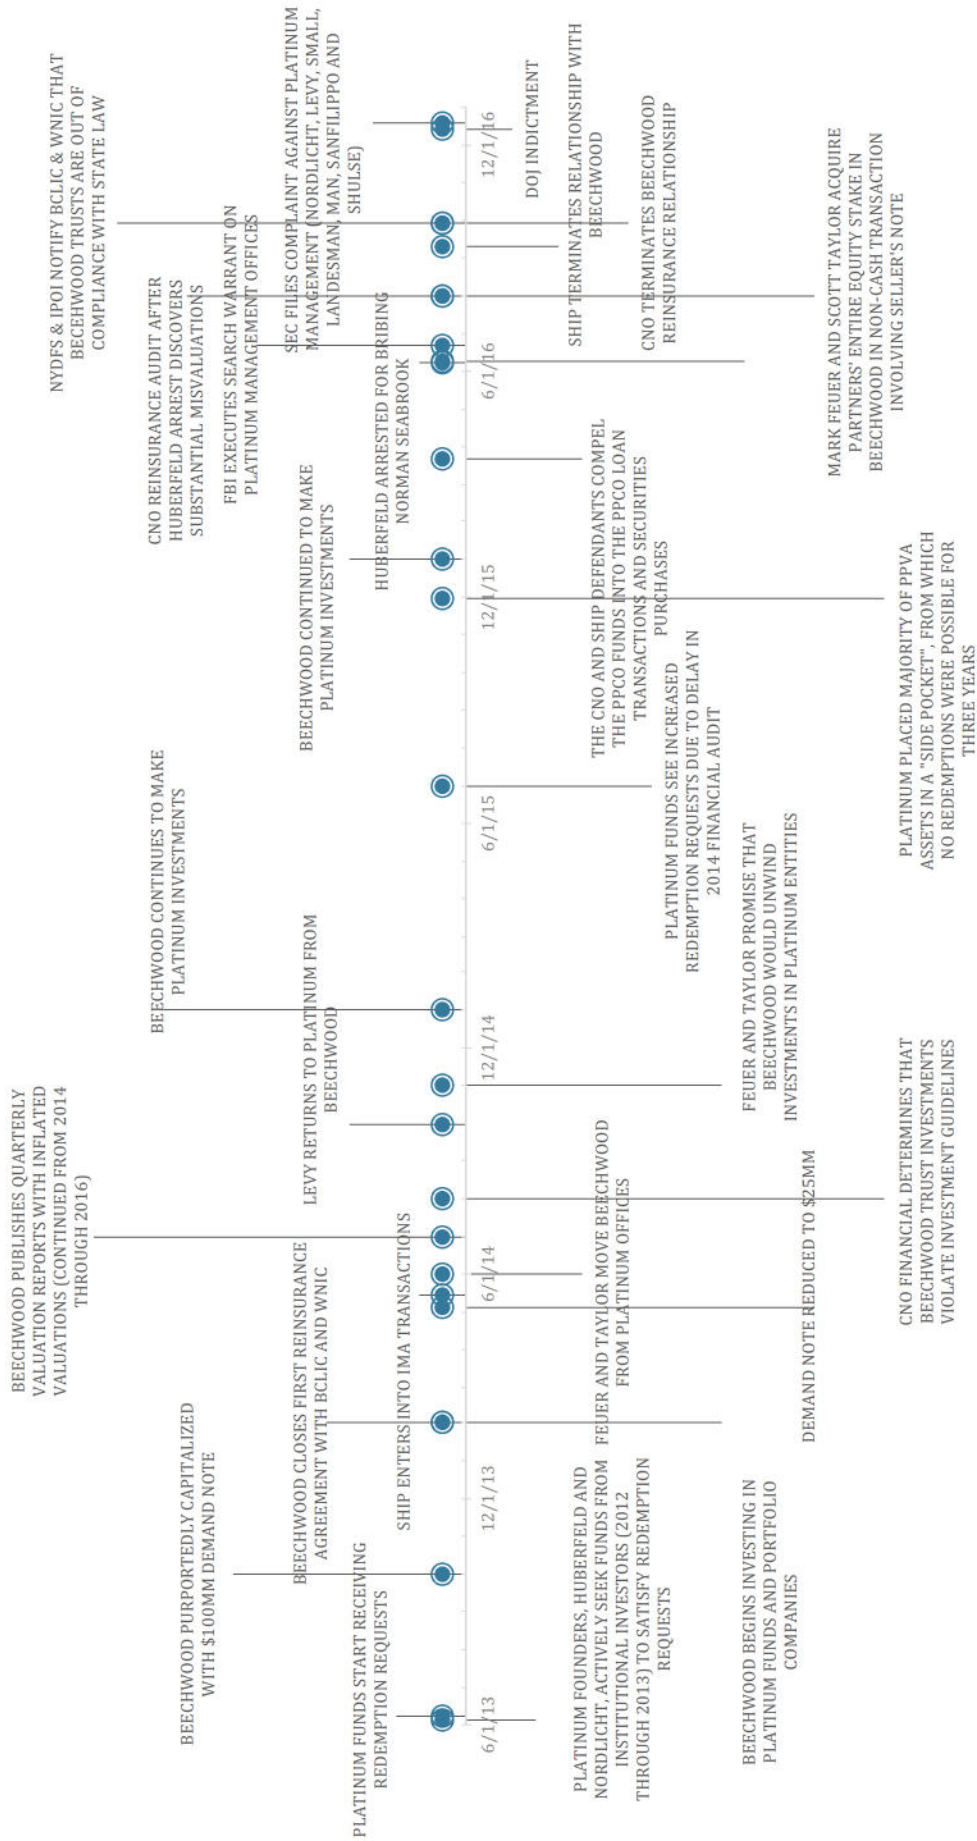 BEECHWOOD PUBLISHES QUARTERLY
VALUATION REPORTS WITH INFLATED
VALUATIONS (CONTINUED FROM 2014
THROUGH 2016)
NYDFS & IPOI NOTIFY BCLIC & WNIC THAT
BECEHWOOD TRUSTS ARE OUT OF
COMPLIANCE WITH STATE LAW
BEECHWOOD PURPORTEDLY CAPITALIZED
WITH $100MM DEMAND NOTE
BEECHWOOD CONTINUES TO MAKE
PLATINUM INVESTMENTS
CNO REINSURANCE AUDIT AFTER
HUBERFELD ARREST DISCOVERS
SUBSTANTIAL MISVALUATIONS
FBI EXECUTES SEARCH WARRANT ON
PLATINUM MANAGEMENT OFFICES
BEECHWOOD CLOSES FIRST REINSURANCE
AGREEMENT WITH BCLIC AND WNIC
LEVY RETURNS TO PLATINUM FROM
BEECHWOOD
BEECHWOOD CONTINUED TO MAKE
PLATINUM INVESTMENTS
SEC FILES COMPLAINT AGAINST PLATINUM
MANAGEMENT (NORDLICHT, LEVY, SMALL,
LANDESMAN, MAN, SANFILIPPO AND
SHULSE)
PLATINUM FUNDS START RECEIVING
REDEMPTION REQUESTS
SHIP ENTERS INTO IMA TRANSACTIONS
HUBERFELD ARRESTED FOR BRIBING
NORMAN SEABROOK
6/1/13
12/1/13
6/1/14
12/1/14
6/1/15
12/1/15
6/1/16
12/1/16
DOJ INDICTMENT
PLATINUM FOUNDERS, HUBERFELD AND
NORDLICHT, ACTIVELY SEEK FUNDS FROM
INSTITUTIONAL INVESTORS (2012
THROUGH 2013) TO SATISFY REDEMPTION
REQUESTS
FEUER AND TAYLOR MOVE BEECHWOOD
FROM PLATINUM OFFICES
THE CNO AND SHIP DEFENDANTS COMPEL
THE PPCO FUNDS INTO THE PPCO LOAN
TRANSACTIONS AND SECURITIES
PURCHASES
SHIP TERMINATES RELATIONSHIP WITH
BEECHWOOD
CNO TERMINATES BEECHWOOD
REINSURANCE RELATIONSHIP
PLATINUM FUNDS SEE INCREASED
REDEMPTION REQUESTS DUE TO DELAY IN
2014 FINANCIAL AUDIT
BEECHWOOD BEGINS INVESTING IN
PLATINUM FUNDS AND PORTFOLIO
COMPANIES
FEUER AND TAYLOR PROMISE THAT
BEECHWOOD WOULD UNWIND
INVESTMENTS IN PLATINUM ENTITIES
DEMAND NOTE REDUCED TO $25MM
MARK FEUER AND SCOTT TAYLOR ACQUIRE
PARTNERS' ENTIRE EQUITY STAKE IN
BEECHWOOD IN NON-CASH TRANSACTION
INVOLVING SELLER'S NOTE
CNO FINANCIAL DETERMINES THAT
BEECHWOOD TRUST INVESTMENTS
VIOLATE INVESTMENT GUIDELINES
PLATINUM PLACED MAJORITY OF PPVA
ASSETS IN A "SIDE POCKET", FROM WHICH
NO REDEMPTIONS WERE POSSIBLE FOR
THREE YEARS